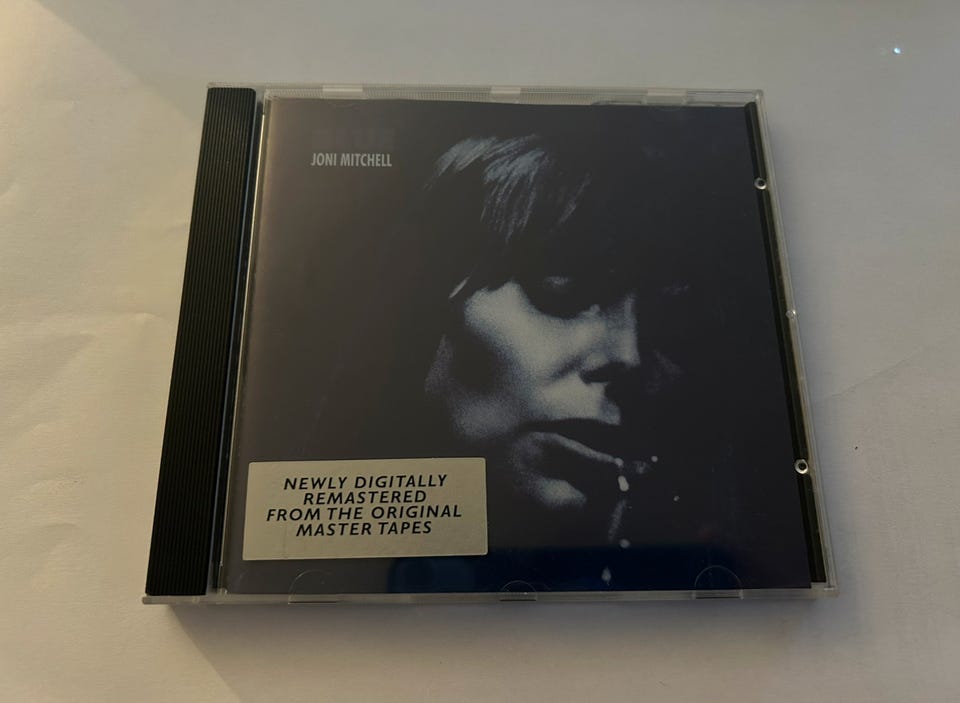 JONI MITCHELL
NEWLY DIGITALLY
REMASTERED
FROM THE ORIGINAL
MASTER TAPES